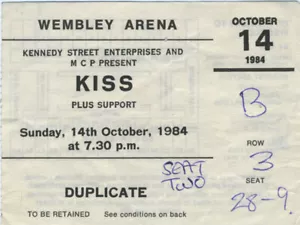 WEMBLEY ARENA
KENNEDY STREET ENTERPRISES AND
M C P PRESENT
KISS
PLUS SUPPORT
Sunday, 14th October, 1984
at 7.30 p.m.
SEAT
TWO
DUPLICATE
TO BE RETAINED See conditions on back
OCTOBER
14
1984
B
ROW
3
SEAT
28-9.